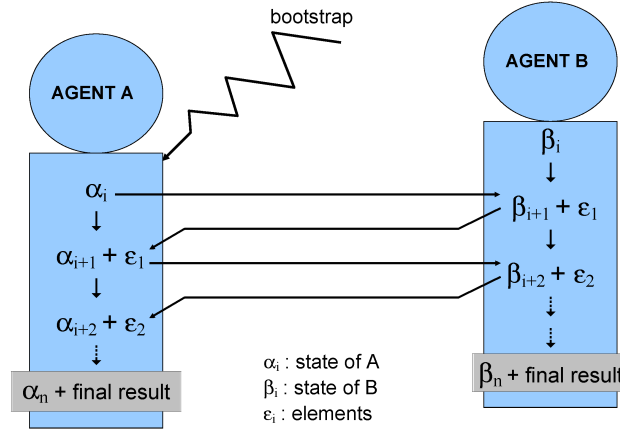 bootstrap
AGENT A
AGENT B
βi
αi
βi+1 + ε1
αi+1 + ε1
βi+2 + ε2
αi+2 + ε2
αn + final result
βn + final result
αi : state of A
βi : state of B
εi : elements